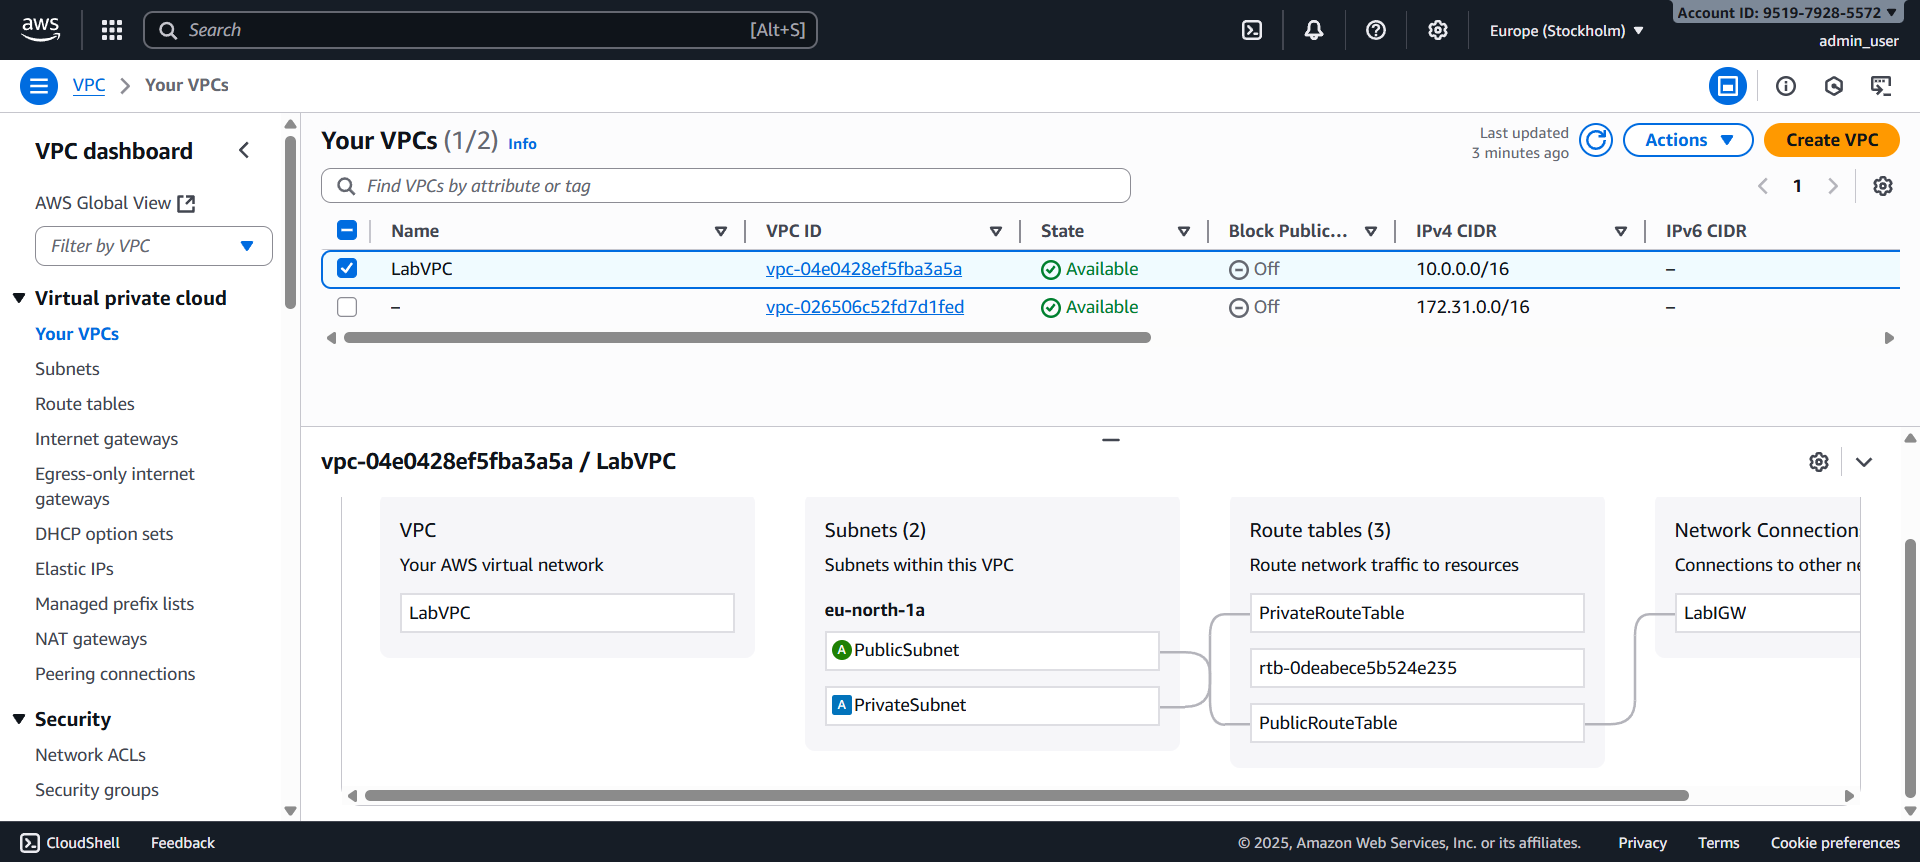 aws
Search
[Alt+S]
Europe (Stockholm)
Account ID: 9519-7928-5572
admin_user
VPC
Your VPCs
VPC dashboard
AWS Global View
Filter by VPC
Virtual private cloud
Your VPCs
Subnets
Route tables
Internet gateways
Egress-only internet
gateways
DHCP option sets
Elastic IPs
Managed prefix lists
NAT gateways
Peering connections
Security
Network ACLs
Security groups
Your VPCs (1/2) Info
Last updated
3 minutes ago
Actions
Create VPC
Find VPCs by attribute or tag
1
Name VPC ID State Block Public... IPv4 CIDR IPv6 CIDR
LabVPC vpc-04e0428ef5fba3a5a Available Off 10.0.0.0/16 –
– vpc-026506c52fd7d1fed Available Off 172.31.0.0/16 –
vpc-04e0428ef5fba3a5a / LabVPC
VPC
Your AWS virtual network
LabVPC
Subnets (2)
Subnets within this VPC
eu-north-1a
A PublicSubnet
A PrivateSubnet
Route tables (3)
Route network traffic to resources
PrivateRouteTable
rtb-0deabece5b524e235
PublicRouteTable
Network Connection
Connections to other ne
LabIGW
CloudShell Feedback © 2025, Amazon Web Services, Inc. or its affiliates. Privacy Terms Cookie preferences